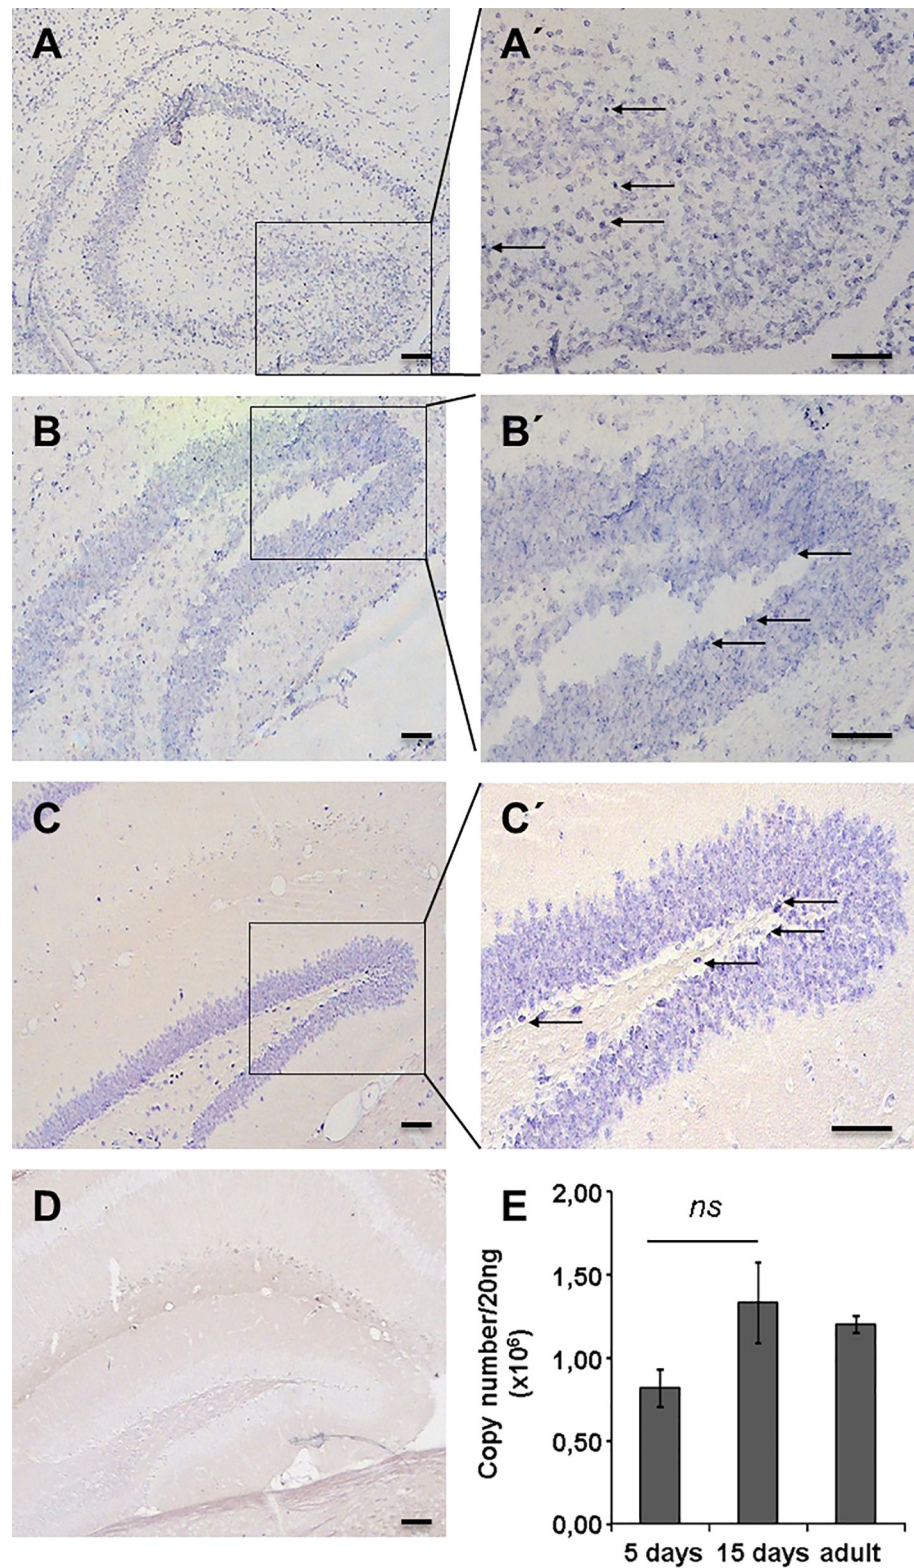 A
A´
B
B´
C
C´
D
E
2,00
ns
1,50
1,00
0,50
0,00
Copy number/20ng
(x10⁶)
5 days 15 days adult